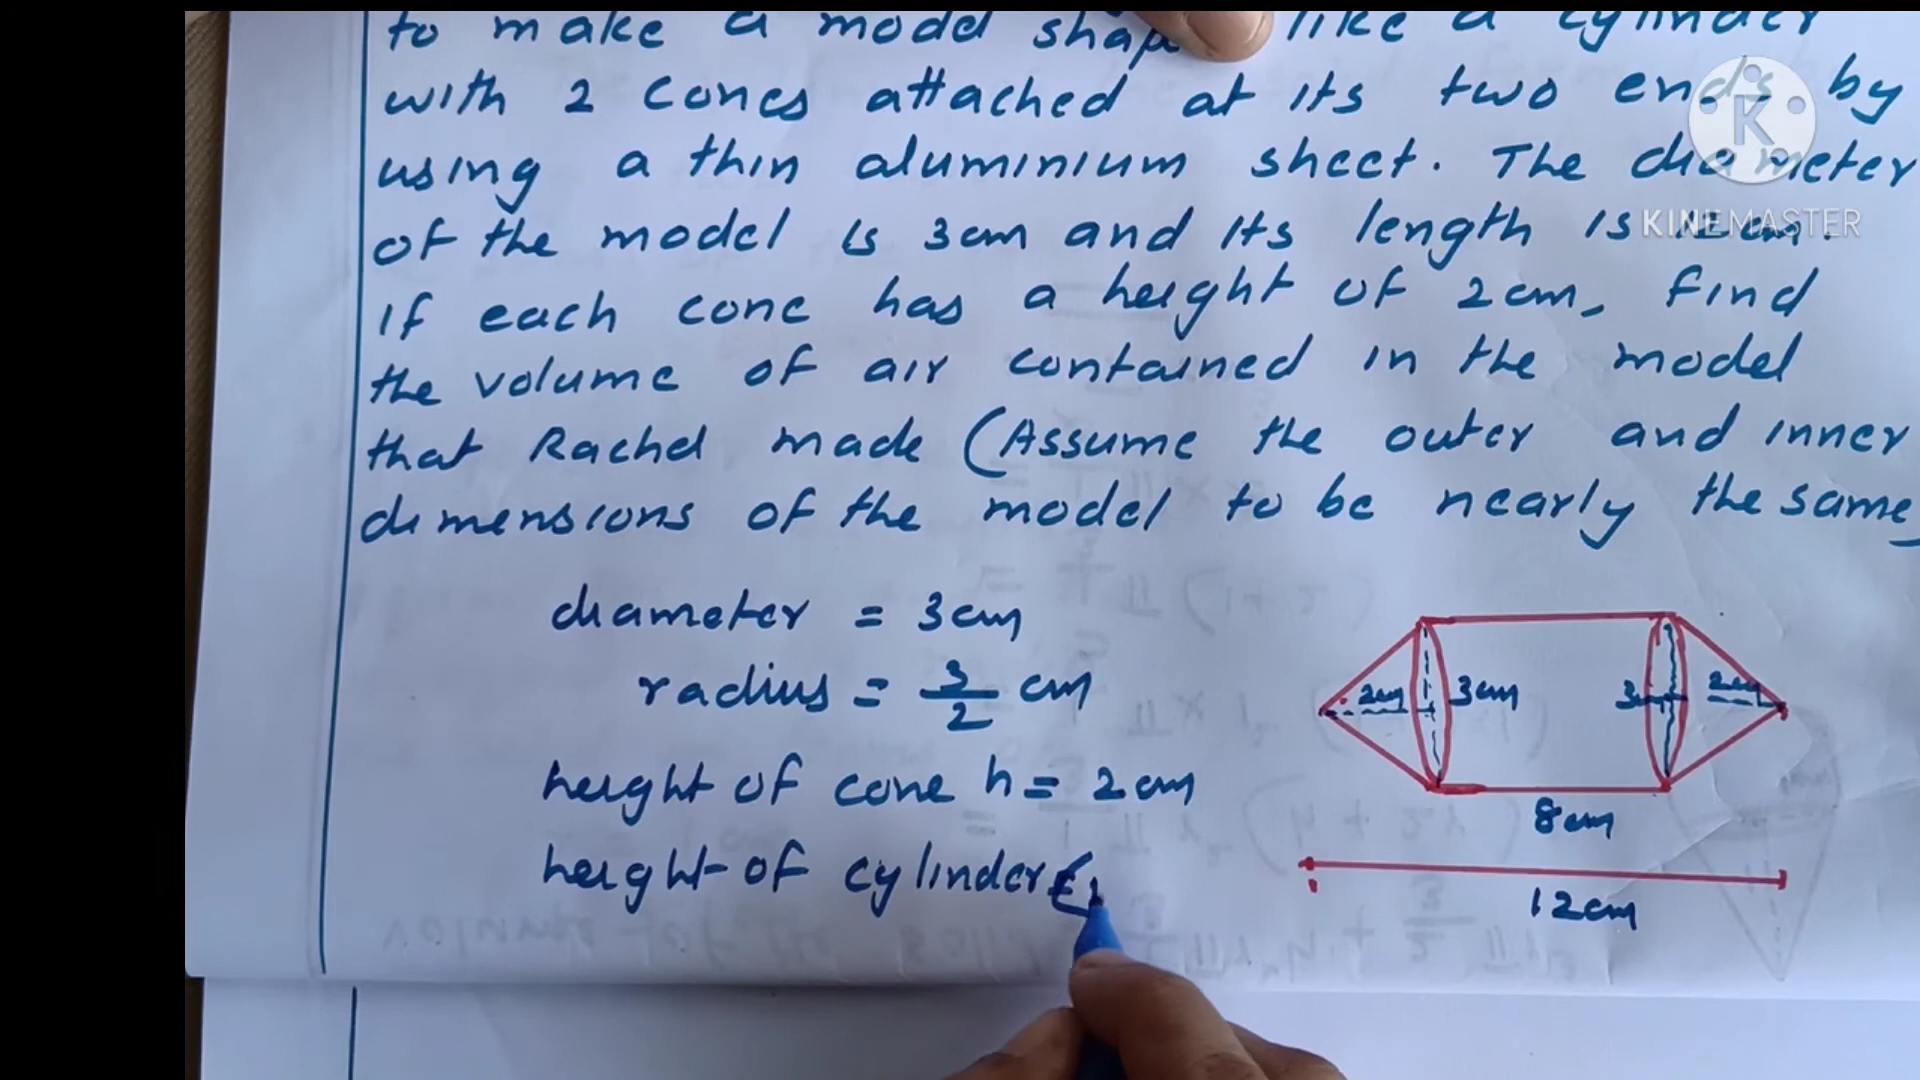 to make a model shape like a cylinder
with 2 cones attached at its two ends by
using a thin aluminium sheet. The diameter
of the model is 3cm and its length is 12cm.
K
KINEMASTER
If each cone has a height of 2cm, find
the volume of air contained in the model
that Rachel made (Assume the outer and inner
dimensions of the model to be nearly the same)
diameter = 3cm
radius = 3/2 cm
height of cone h = 2cm
height of cylinder (
2cm 3cm 3cm 2cm
8cm
12cm